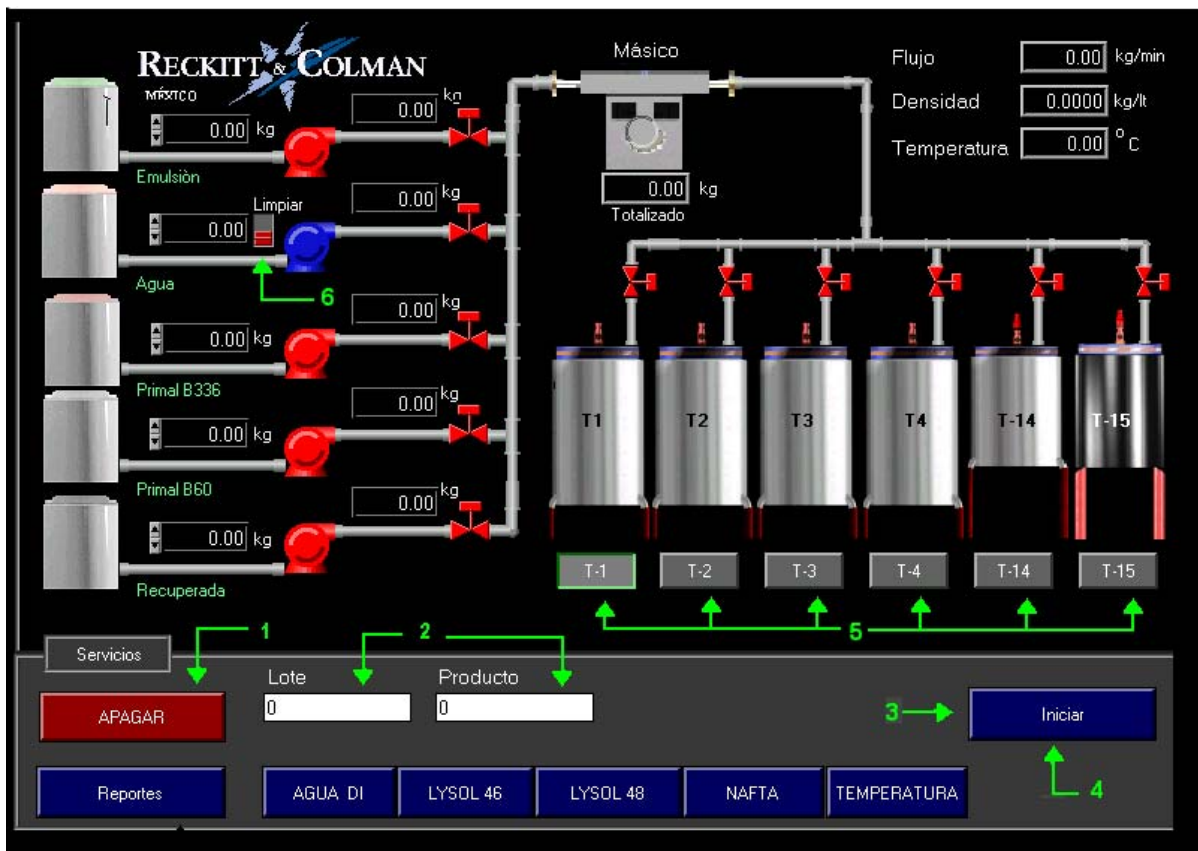 RECKITT & COLMAN
MÉXICO
Másico
Flujo 0.00 kg/min
Densidad 0.0000 kg/lt
Temperatura 0.00 °C
0.00 kg
Totalizado
0.00 kg
0.00 kg
Emulsiòn
Limpiar
0.00
0.00 kg
Agua
6
0.00 kg
0.00 kg
Primal B336
0.00 kg
0.00 kg
Primal B60
0.00 kg
0.00 kg
Recuperada
T1 T2 T3 T4 T-14 T-15
T-1 T-2 T-3 T-4 T-14 T-15
5
Servicios
1
2
APAGAR
Lote
0
Producto
0
3
Iniciar
4
Reportes
AGUA DI
LYSOL 46
LYSOL 48
NAFTA
TEMPERATURA